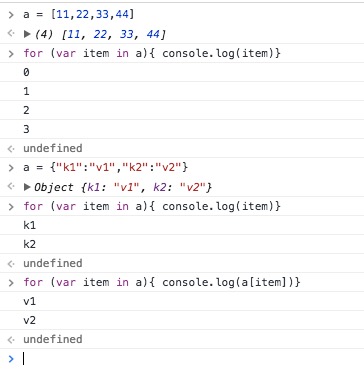 > a = [11,22,33,44]
<· ▶(4) [11, 22, 33, 44]
> for (var item in a){ console.log(item)}
0
1
2
3
<· undefined
> a = {"k1":"v1","k2":"v2"}
<· ▶Object {k1: "v1", k2: "v2"}
> for (var item in a){ console.log(item)}
k1
k2
<· undefined
> for (var item in a){ console.log(a[item])}
v1
v2
<· undefined
>